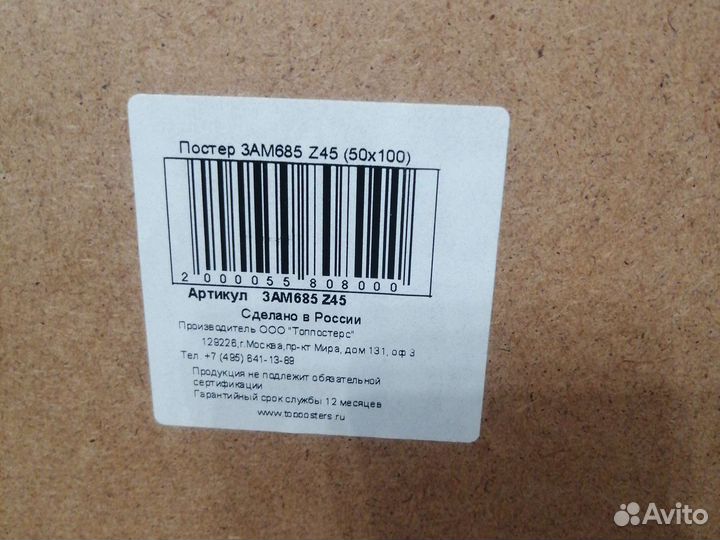 Постер 3AM685 Z45 (50x100)
2 000055 808000
Артикул 3AM685 Z45
Сделано в России
Производитель ООО "Топпостерс"
129226,г.Москва,пр-кт Мира, дом 131, оф 3
Тел. +7 (495) 641-13-89
Продукция не подлежит обязательной
сертификации
Гарантийный срок службы 12 месяцев
www.topposters.ru
Avito